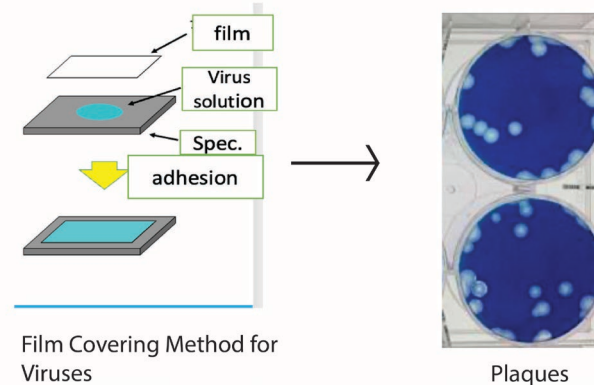 film
Virus
solution
Spec.
adhesion
Film Covering Method for
Viruses
Plaques